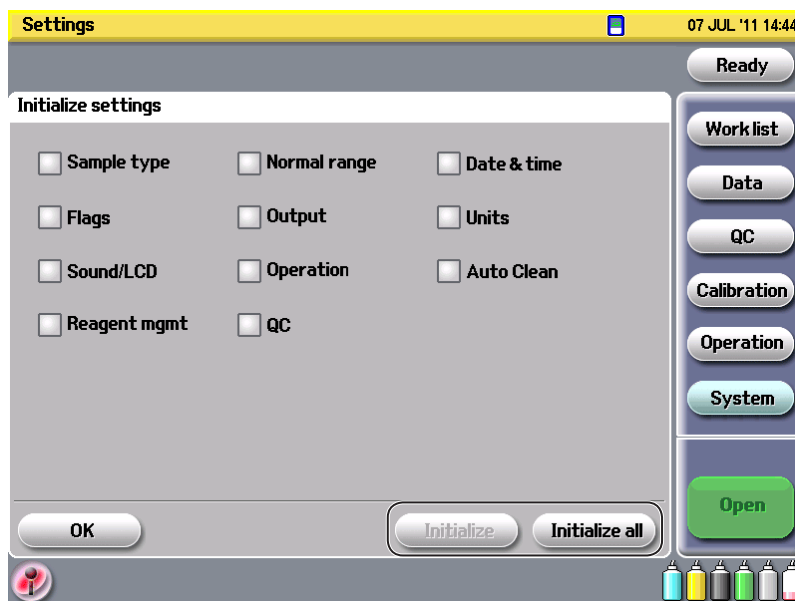 Settings
07 JUL '11 14:44
Ready
Initialize settings
Sample type
Normal range
Date & time
Flags
Output
Units
Sound/LCD
Operation
Auto Clean
Reagent mgmt
QC
Work list
Data
QC
Calibration
Operation
System
Open
OK
Initialize
Initialize all